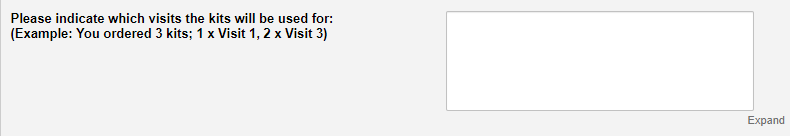 Please indicate which visits the kits will be used for:
(Example: You ordered 3 kits; 1 x Visit 1, 2 x Visit 3)
Expand